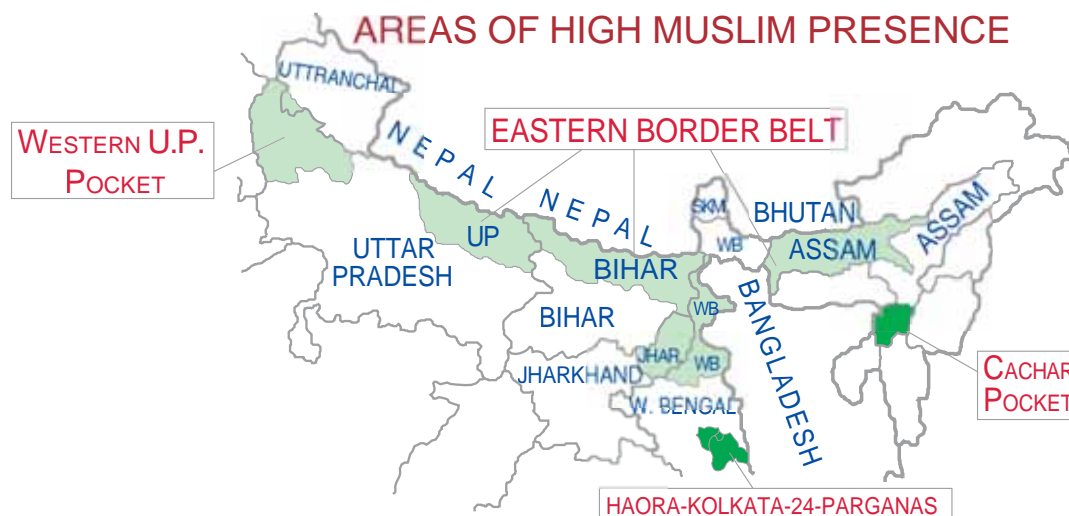 AREAS OF HIGH MUSLIM PRESENCE
UTTRANCHAL
WESTERN U.P.
POCKET
NEPAL
EASTERN BORDER BELT
NEPAL
SKM
BHUTAN
ASSAM
UP
WB
ASSAM
UTTAR
PRADESH
BIHAR
BANGLADESH
WB
BIHAR
JHAR.
WB
JHARKHAND
CACHAR
POCKET
W. BENGAL
HAORA-KOLKATA-24-PARGANAS